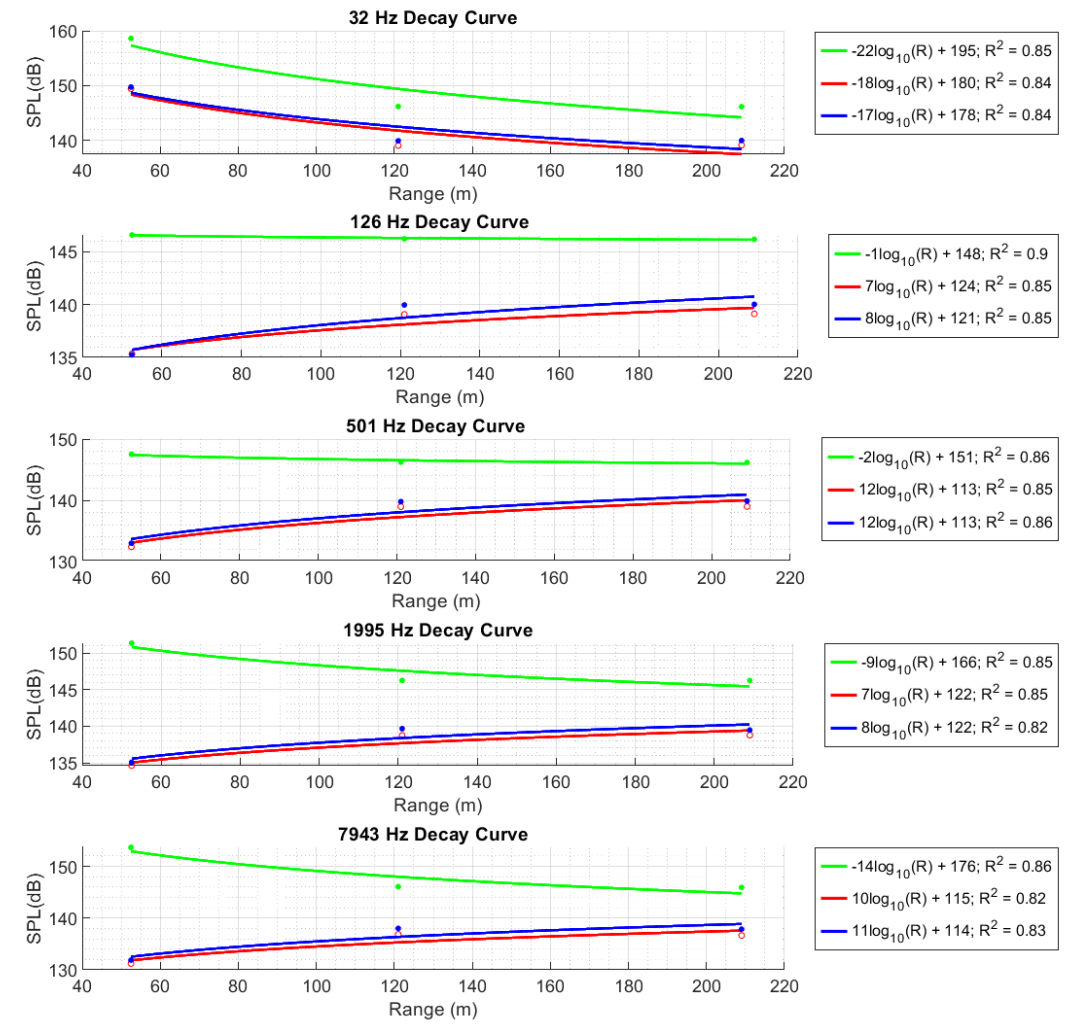 32 Hz Decay Curve
160
150
140
SPL(dB)
40 60 80 100 120 140 160 180 200 220
Range (m)
-22log10(R) + 195; R2 = 0.85
-18log10(R) + 180; R2 = 0.84
-17log10(R) + 178; R2 = 0.84
126 Hz Decay Curve
145
140
135
SPL(dB)
40 60 80 100 120 140 160 180 200 220
Range (m)
-1log10(R) + 148; R2 = 0.9
7log10(R) + 124; R2 = 0.85
8log10(R) + 121; R2 = 0.85
501 Hz Decay Curve
150
140
130
SPL(dB)
40 60 80 100 120 140 160 180 200 220
Range (m)
-2log10(R) + 151; R2 = 0.86
12log10(R) + 113; R2 = 0.85
12log10(R) + 113; R2 = 0.86
1995 Hz Decay Curve
150
145
140
135
SPL(dB)
40 60 80 100 120 140 160 180 200 220
Range (m)
-9log10(R) + 166; R2 = 0.85
7log10(R) + 122; R2 = 0.85
8log10(R) + 122; R2 = 0.82
7943 Hz Decay Curve
150
140
130
SPL(dB)
40 60 80 100 120 140 160 180 200 220
Range (m)
-14log10(R) + 176; R2 = 0.86
10log10(R) + 115; R2 = 0.82
11log10(R) + 114; R2 = 0.83